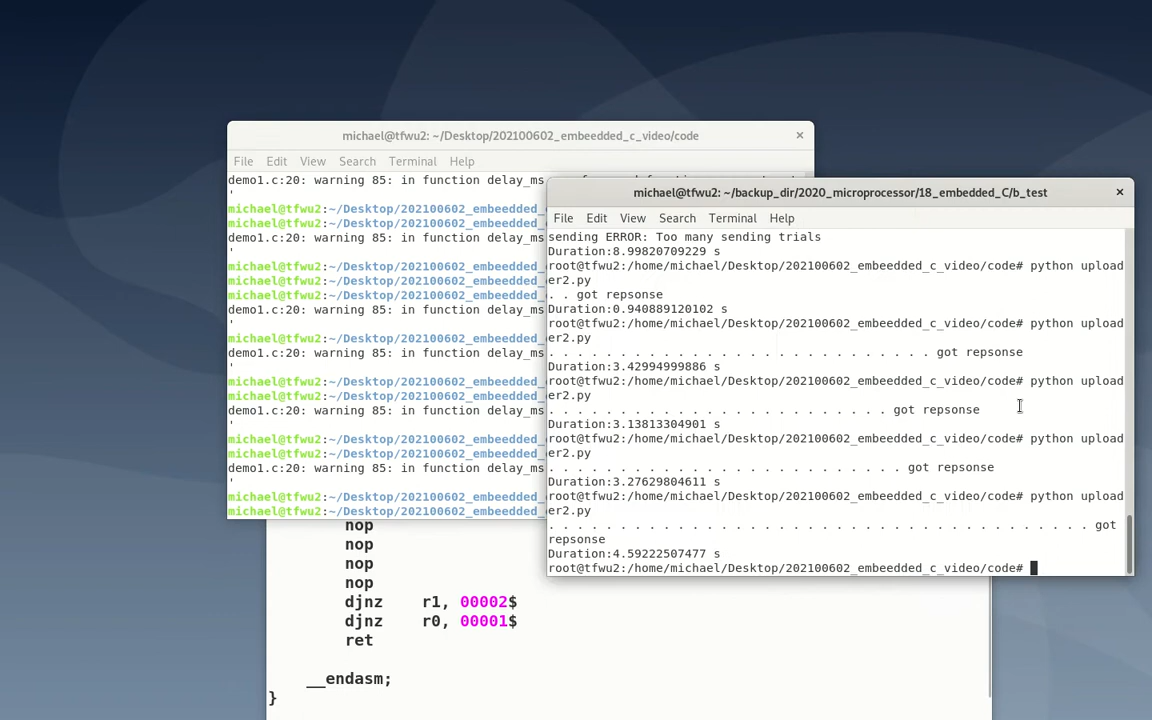 michael@tfwu2: ~/Desktop/202100602_embeedded_c_video/code
File Edit View Search Terminal Help
demo1.c:20: warning 85: in function delay_ms
'
michael@tfwu2:~/Desktop/202100602_embeedded_
michael@tfwu2:~/Desktop/202100602_embeedded_
demo1.c:20: warning 85: in function delay_ms
'
michael@tfwu2:~/Desktop/202100602_embeedded_
michael@tfwu2:~/Desktop/202100602_embeedded_
michael@tfwu2:~/Desktop/202100602_embeedded_
demo1.c:20: warning 85: in function delay_ms
'
michael@tfwu2:~/Desktop/202100602_embeedded_
demo1.c:20: warning 85: in function delay_ms
'
michael@tfwu2:~/Desktop/202100602_embeedded_
michael@tfwu2:~/Desktop/202100602_embeedded_
demo1.c:20: warning 85: in function delay_ms
'
michael@tfwu2:~/Desktop/202100602_embeedded_
michael@tfwu2:~/Desktop/202100602_embeedded_
demo1.c:20: warning 85: in function delay_ms
'
michael@tfwu2:~/Desktop/202100602_embeedded_
michael@tfwu2:~/Desktop/202100602_embeedded_
michael@tfwu2: ~/backup_dir/2020_microprocessor/18_embedded_C/b_test
File Edit View Search Terminal Help
sending ERROR: Too many sending trials
Duration:8.99820709229 s
root@tfwu2:/home/michael/Desktop/202100602_embeedded_c_video/code# python upload
er2.py
. . got repsonse
Duration:0.940889120102 s
root@tfwu2:/home/michael/Desktop/202100602_embeedded_c_video/code# python upload
er2.py
. . . . . . . . . . . . . . . . . . . . . . . . . . . got repsonse
Duration:3.42994999886 s
root@tfwu2:/home/michael/Desktop/202100602_embeedded_c_video/code# python upload
er2.py
. . . . . . . . . . . . . . . . . . . . . . . . got repsonse
Duration:3.13813304901 s
root@tfwu2:/home/michael/Desktop/202100602_embeedded_c_video/code# python upload
er2.py
. . . . . . . . . . . . . . . . . . . . . . . . . got repsonse
Duration:3.27629804611 s
root@tfwu2:/home/michael/Desktop/202100602_embeedded_c_video/code# python upload
er2.py
. . . . . . . . . . . . . . . . . . . . . . . . . . . . . . . . . . . . . . got
repsonse
Duration:4.59222507477 s
root@tfwu2:/home/michael/Desktop/202100602_embeedded_c_video/code#
nop
nop
nop
nop
djnz r1, 00002$
djnz r0, 00001$
ret
__endasm;
}